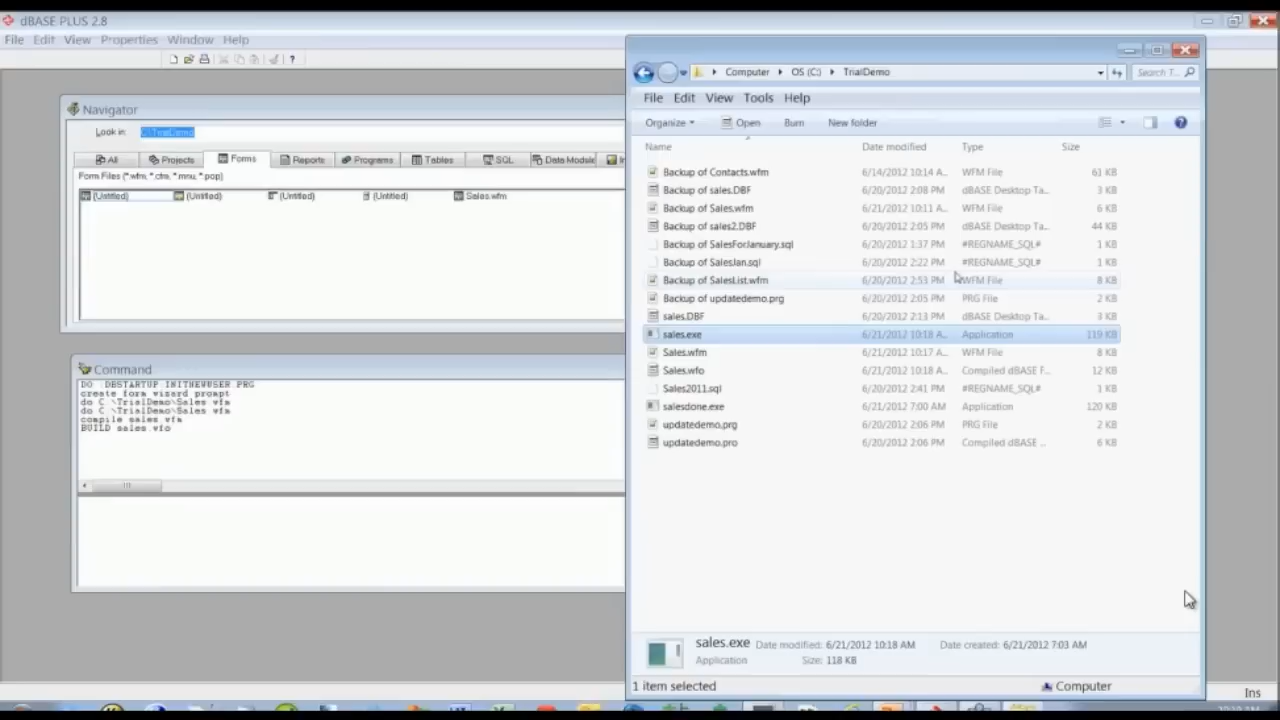 dBASE PLUS 2.8
File Edit View Properties Window Help
Navigator
Look in: C:\TrialDemo
All Projects Forms Reports Programs Tables SQL Data Module
Form Files (*.wfm, *.cfm, *.mnu, *.pop)
(Untitled) (Untitled) (Untitled) (Untitled) Sales.wfm
Command
create form wizard prompt
do C:\TrialDemo\Sales.wfm
do C:\TrialDemo\Sales.wfm
compile sales.wfm
BUILD sales.wfo
Computer OS (C:) TrialDemo Search T...
File Edit View Tools Help
Organize Open Burn New folder
Name Date modified Type Size
Backup of Contacts.wfm 6/14/2012 10:14 A... WFM File 61 KB
Backup of sales.DBF 6/20/2012 2:08 PM dBASE Desktop Ta... 3 KB
Backup of Sales.wfm 6/21/2012 10:11 A... WFM File 6 KB
Backup of sales2.DBF 6/20/2012 2:05 PM dBASE Desktop Ta... 44 KB
Backup of SalesForJanuary.sql 6/20/2012 1:37 PM #REGNAME_SQL# 1 KB
Backup of SalesJan.sql 6/20/2012 2:22 PM #REGNAME_SQL# 1 KB
Backup of SalesList.wfm 6/20/2012 2:53 PM WFM File 8 KB
Backup of updatedemo.prg 6/20/2012 2:05 PM PRG File 2 KB
sales.DBF 6/20/2012 2:13 PM dBASE Desktop Ta... 3 KB
sales.exe 6/21/2012 10:18 A... Application 119 KB
Sales.wfm 6/21/2012 10:17 A... WFM File 8 KB
Sales.wfo 6/21/2012 10:18 A... Compiled dBASE F... 12 KB
Sales2011.sql 6/20/2012 2:41 PM #REGNAME_SQL# 1 KB
salesdone.exe 6/21/2012 7:00 AM Application 120 KB
updatedemo.prg 6/20/2012 2:06 PM PRG File 2 KB
updatedemo.pro 6/20/2012 2:06 PM Compiled dBASE ... 6 KB
sales.exe Date modified: 6/21/2012 10:18 AM Date created: 6/21/2012 7:03 AM
Application Size: 118 KB
1 item selected Computer
Ins